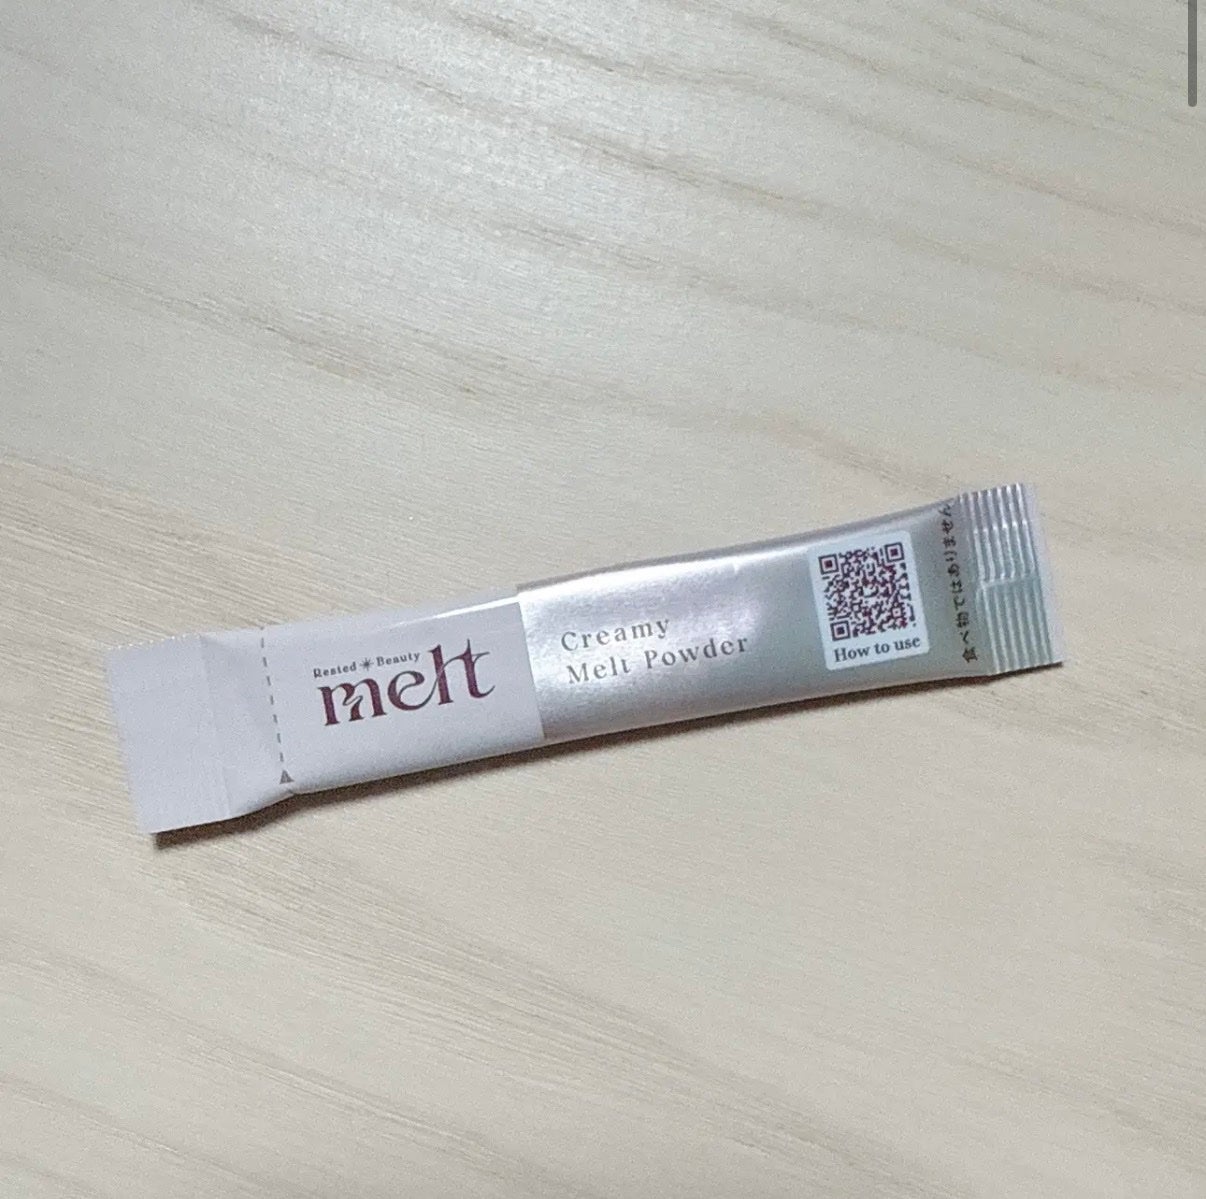 Rested Beauty
melt
Creamy
Melt Powder
How to use
食べ物ではありません